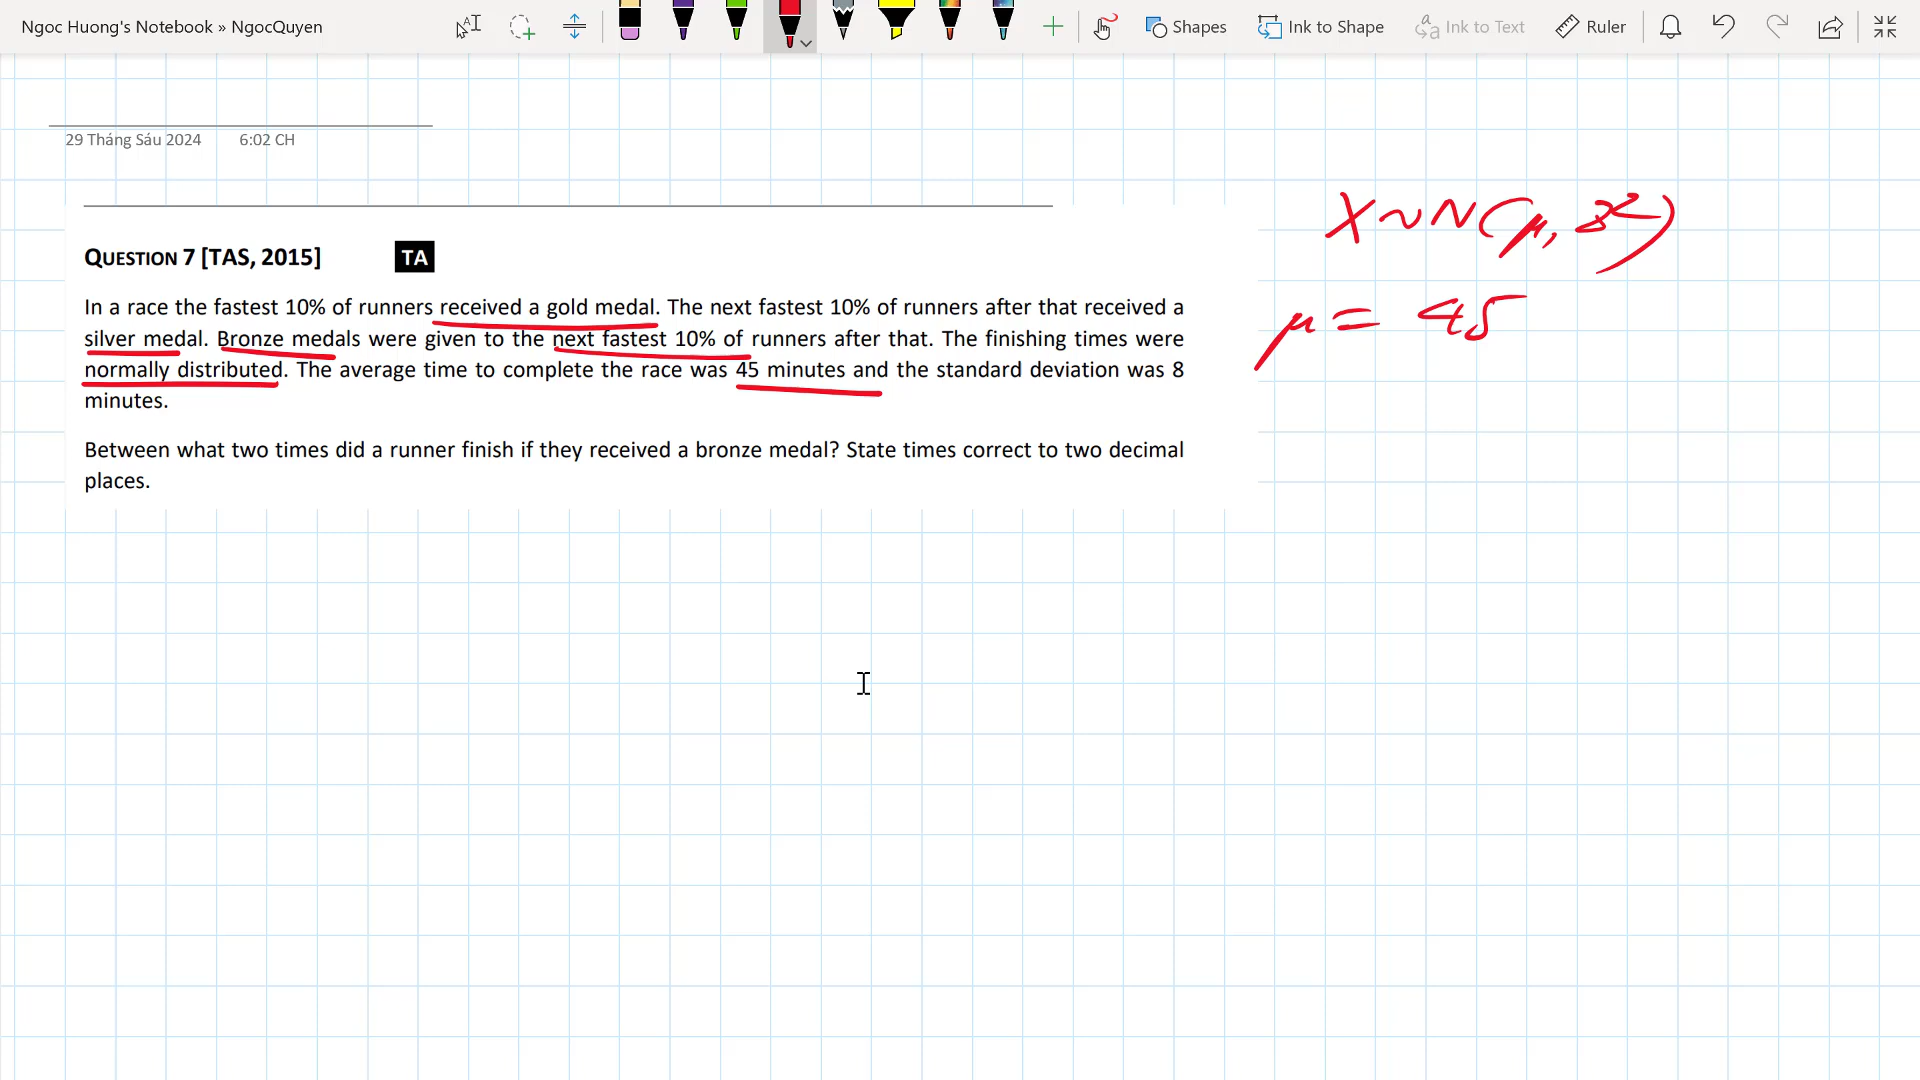 Ngoc Huong's Notebook » NgocQuyen
Shapes
Ink to Shape
Ink to Text
Ruler
29 Tháng Sáu 2024 6:02 CH
QUESTION 7 [TAS, 2015] TA
In a race the fastest 10% of runners received a gold medal. The next fastest 10% of runners after that received a
silver medal. Bronze medals were given to the next fastest 10% of runners after that. The finishing times were
normally distributed. The average time to complete the race was 45 minutes and the standard deviation was 8
minutes.
Between what two times did a runner finish if they received a bronze medal? State times correct to two decimal
places.
X~N(μ, σ²)
μ = 45